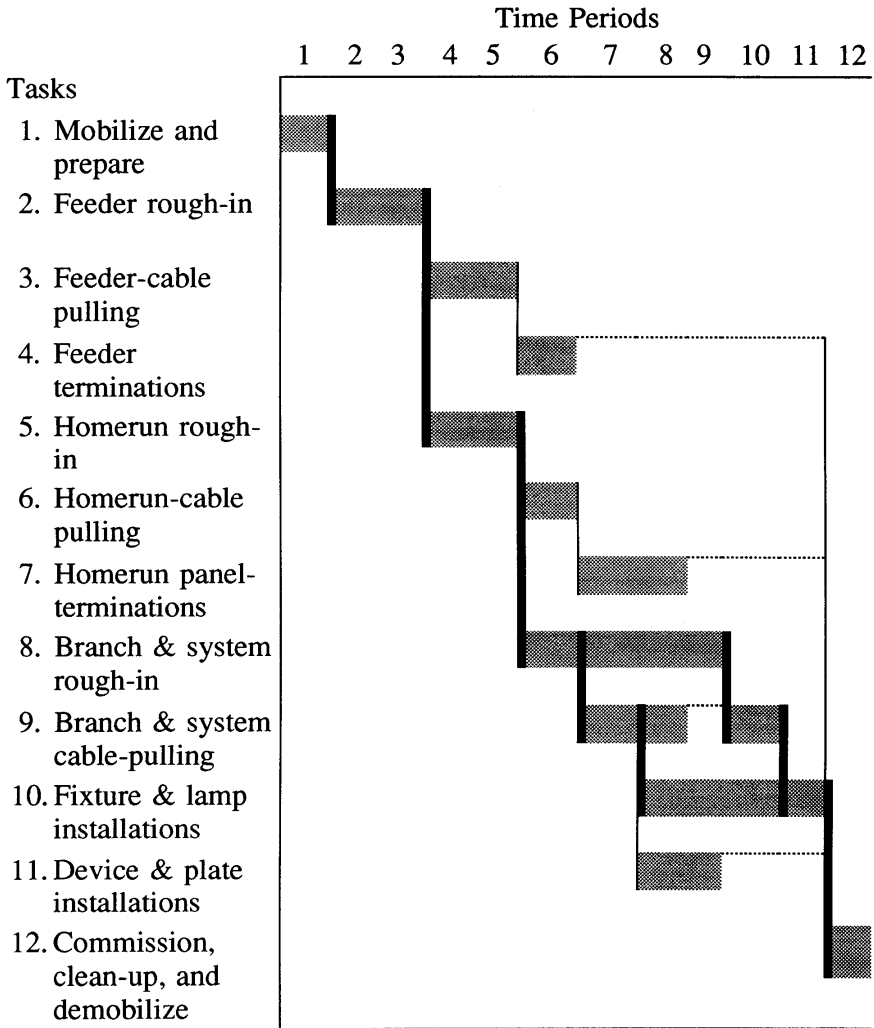 Time Periods
1 2 3 4 5 6 7 8 9 10 11 12
Tasks
1. Mobilize and
prepare
2. Feeder rough-in
3. Feeder-cable
pulling
4. Feeder
terminations
5. Homerun rough-
in
6. Homerun-cable
pulling
7. Homerun panel-
terminations
8. Branch & system
rough-in
9. Branch & system
cable-pulling
10. Fixture & lamp
installations
11. Device & plate
installations
12. Commission,
clean-up, and
demobilize